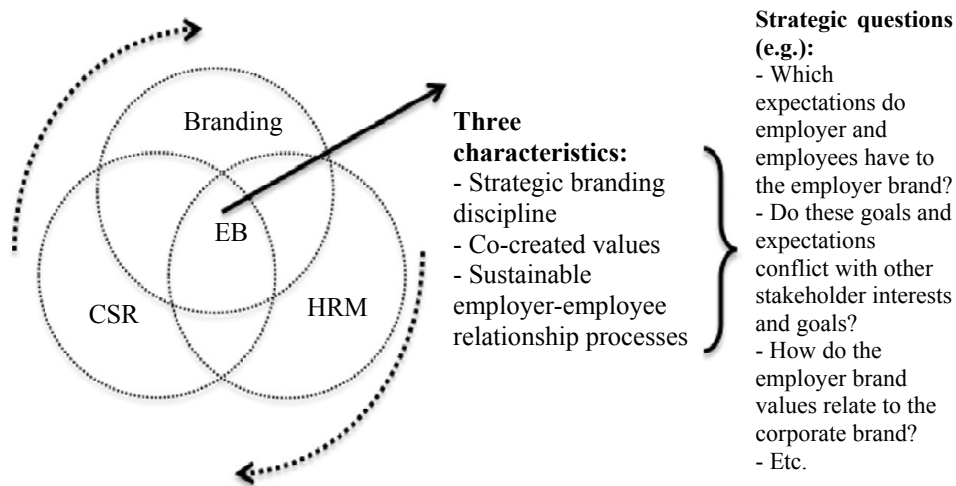 Branding
EB
CSR
HRM
Three
characteristics:
- Strategic branding
discipline
- Co-created values
- Sustainable
employer-employee
relationship processes
Strategic questions
(e.g.):
- Which
expectations do
employer and
employees have to
the employer brand?
- Do these goals and
expectations
conflict with other
stakeholder interests
and goals?
- How do the
employer brand
values relate to the
corporate brand?
- Etc.